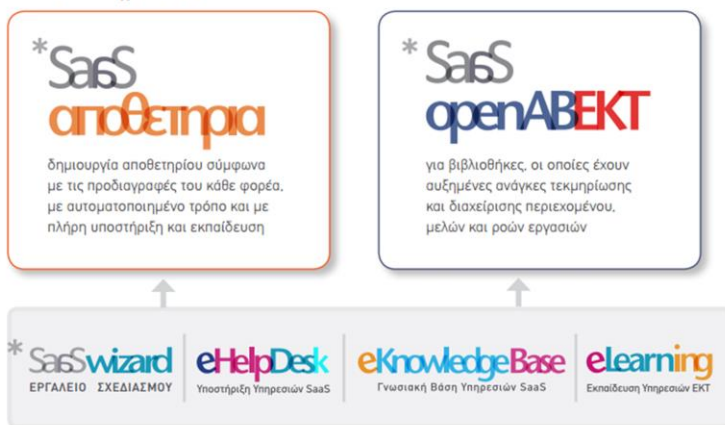 *SaaS
αποθετηρια
δημιουργία αποθετηρίου σύμφωνα
με τις προδιαγραφές του κάθε φορέα,
με αυτοματοποιημένο τρόπο και με
πλήρη υποστήριξη και εκπαίδευση
*SaaS
openABEKT
για βιβλιοθήκες, οι οποίες έχουν
αυξημένες ανάγκες τεκμηρίωσης
και διαχείρισης περιεχομένου,
μελών και ροών εργασιών
*SaaSwizard
ΕΡΓΑΛΕΙΟ ΣΧΕΔΙΑΣΜΟΥ
eHelpDesk
Υποστήριξη Υπηρεσιών SaaS
eKnowledgeBase
Γνωσιακή Βάση Υπηρεσιών SaaS
eLearning
Εκπαίδευση Υπηρεσιών ΕΚΤ